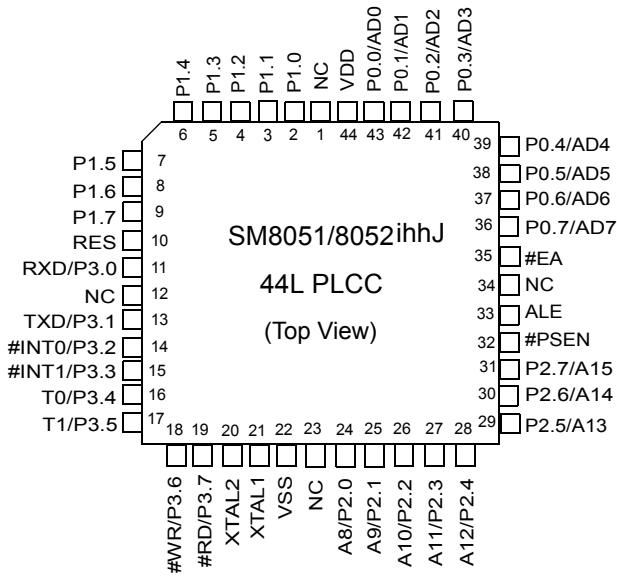 P1.4
P1.3
P1.2
P1.1
P1.0
NC
VDD
P0.0/AD0
P0.1/AD1
P0.2/AD2
P0.3/AD3
6 5 4 3 2 1 44 43 42 41 40
P1.5 7
P1.6 8
P1.7 9
RES 10
RXD/P3.0 11
NC 12
TXD/P3.1 13
#INT0/P3.2 14
#INT1/P3.3 15
T0/P3.4 16
T1/P3.5 17
SM8051/8052ihhJ
44L PLCC
(Top View)
39 P0.4/AD4
38 P0.5/AD5
37 P0.6/AD6
36 P0.7/AD7
35 #EA
34 NC
33 ALE
32 #PSEN
31 P2.7/A15
30 P2.6/A14
29 P2.5/A13
18 19 20 21 22 23 24 25 26 27 28
#WR/P3.6
#RD/P3.7
XTAL2
XTAL1
VSS
NC
A8/P2.0
A9/P2.1
A10/P2.2
A11/P2.3
A12/P2.4